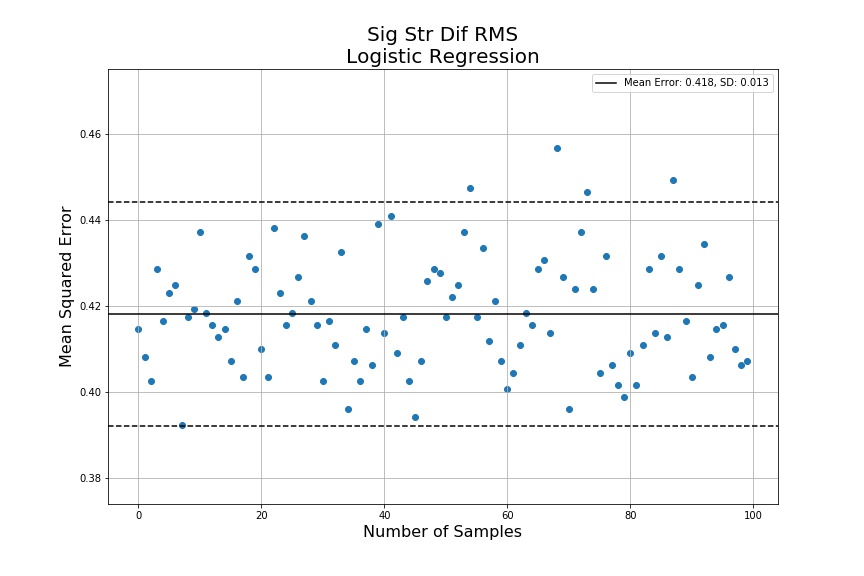 Sig Str Dif RMS
Logistic Regression
Mean Error: 0.418, SD: 0.013
Mean Squared Error
0.46
0.44
0.42
0.40
0.38
0
20
40
60
80
100
Number of Samples